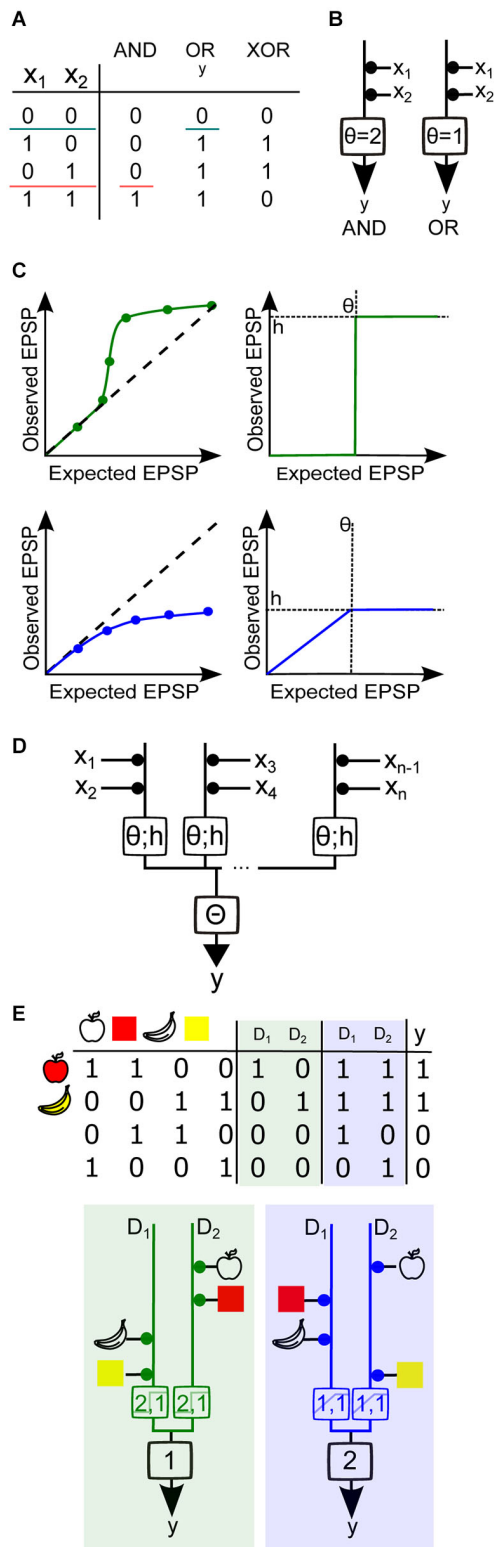 A
AND OR XOR
x₁ x₂ y
0 0 0 0 0
1 0 0 1 1
0 1 0 1 1
1 1 1 1 0
B
x₁ x₁
x₂ x₂
θ=2 θ=1
y y
AND OR
C
Observed EPSP
Expected EPSP
Observed EPSP
θ
h
Expected EPSP
Observed EPSP
Expected EPSP
Observed EPSP
θ
h
Expected EPSP
D
x₁ x₃ xₙ₋₁
x₂ x₄ xₙ
θ;h θ;h ... θ;h
Θ
y
E
D₁ D₂ D₁ D₂ y
1 1 0 0 1 0 1 1 1
0 0 1 1 0 1 1 1 1
0 1 1 0 0 0 1 0 0
1 0 0 1 0 0 0 1 0
D₁ D₂ D₁ D₂
2,1 2,1 1,1 1,1
1 2
y y